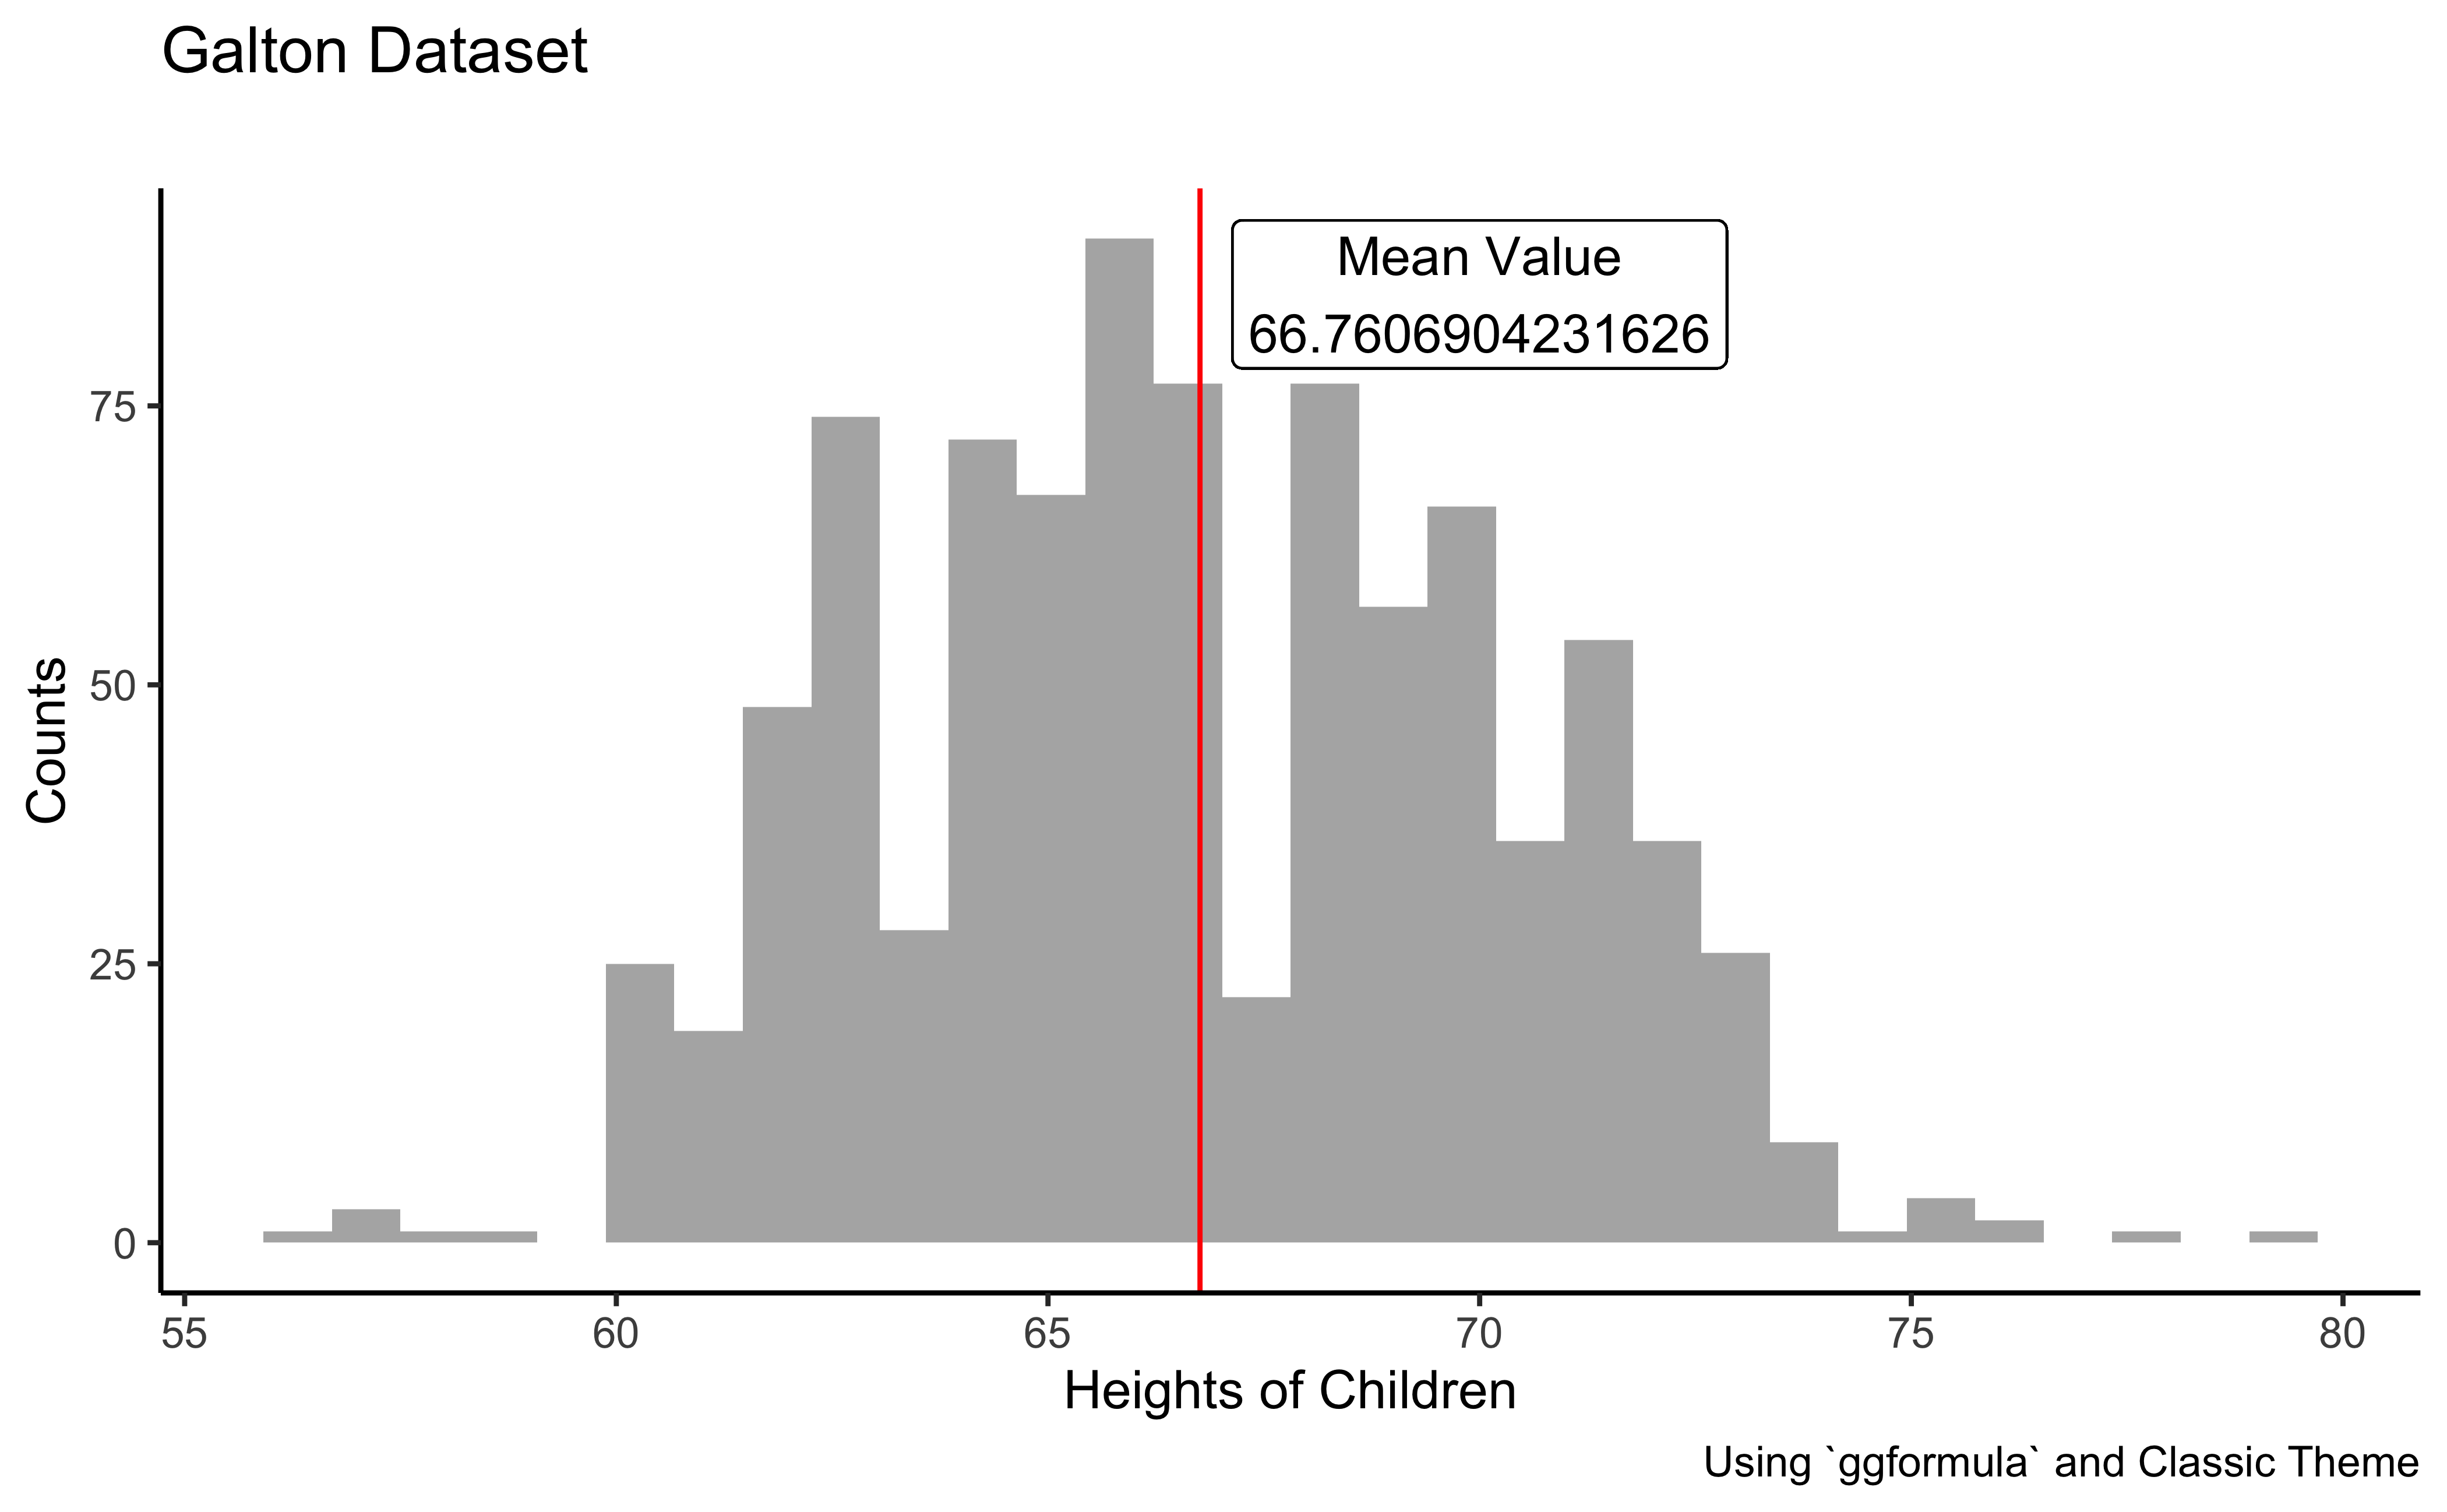 Galton Dataset
Mean Value
66.7606904231626
75
50
25
0
Counts
55 60 65 70 75 80
Heights of Children
Using `ggformula` and Classic Theme